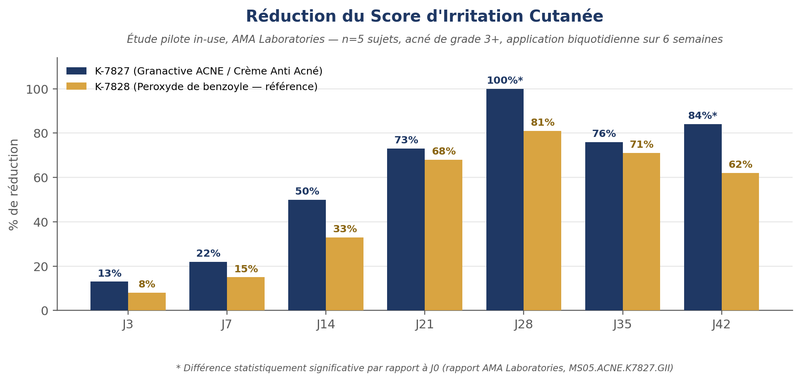 Réduction du Score d'Irritation Cutanée
Étude pilote in-use, AMA Laboratories — n=5 sujets, acné de grade 3+, application biquotidienne sur 6 semaines
K-7827 (Granactive ACNE / Crème Anti Acné)
K-7828 (Peroxyde de benzoyle — référence)
% de réduction
100
80
60
40
20
0
13%
8%
22%
15%
50%
33%
73%
68%
100%*
81%
76%
71%
84%*
62%
J3
J7
J14
J21
J28
J35
J42
* Différence statistiquement significative par rapport à J0 (rapport AMA Laboratories, MS05.ACNE.K7827.GII)